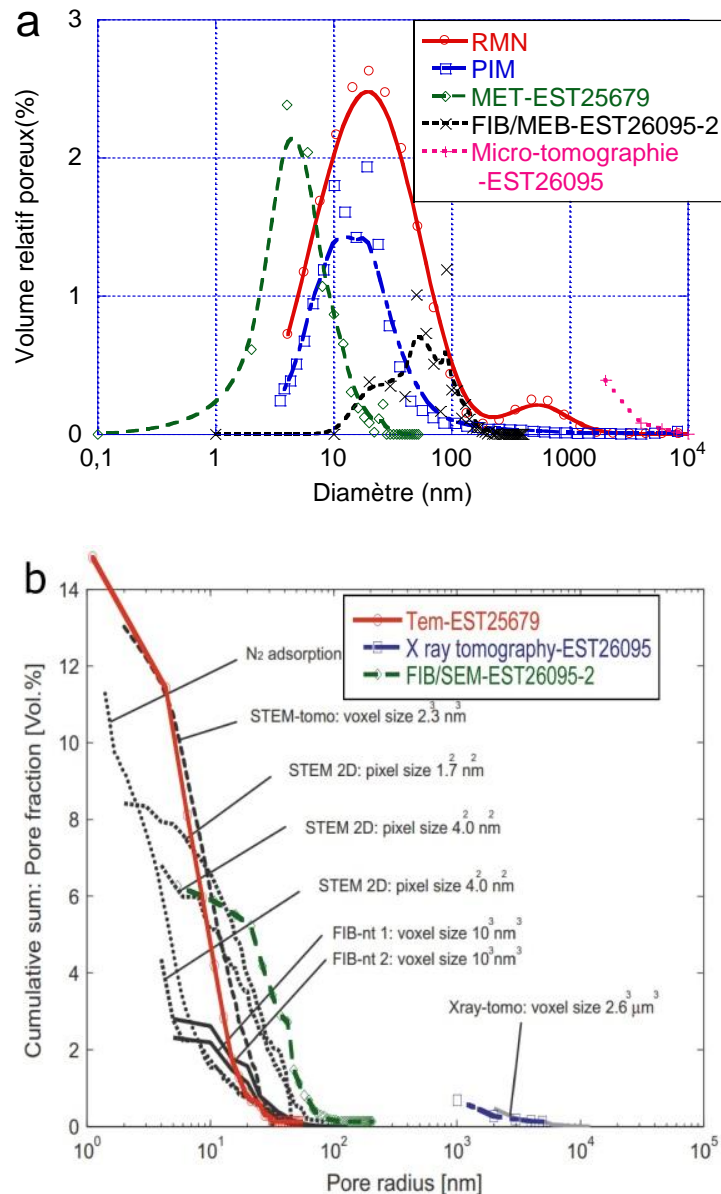 a
RMN
PIM
MET-EST25679
FIB/MEB-EST26095-2
Micro-tomographie
-EST26095
Volume relatif poreux(%)
3
2
1
0
0,1 1 10 100 1000 10⁴
Diamètre (nm)
b
Tem-EST25679
X ray tomography-EST26095
FIB/SEM-EST26095-2
N₂ adsorption
STEM-tomo: voxel size 2.3³ nm³
STEM 2D: pixel size 1.7² nm²
STEM 2D: pixel size 4.0² nm²
STEM 2D: pixel size 4.0² nm²
FIB-nt 1: voxel size 10³ nm³
FIB-nt 2: voxel size 10³ nm³
Xray-tomo: voxel size 2.6³ μm³
Cumulative sum: Pore fraction [Vol.%]
14
12
10
8
6
4
2
0
10⁰ 10¹ 10² 10³ 10⁴ 10⁵
Pore radius [nm]